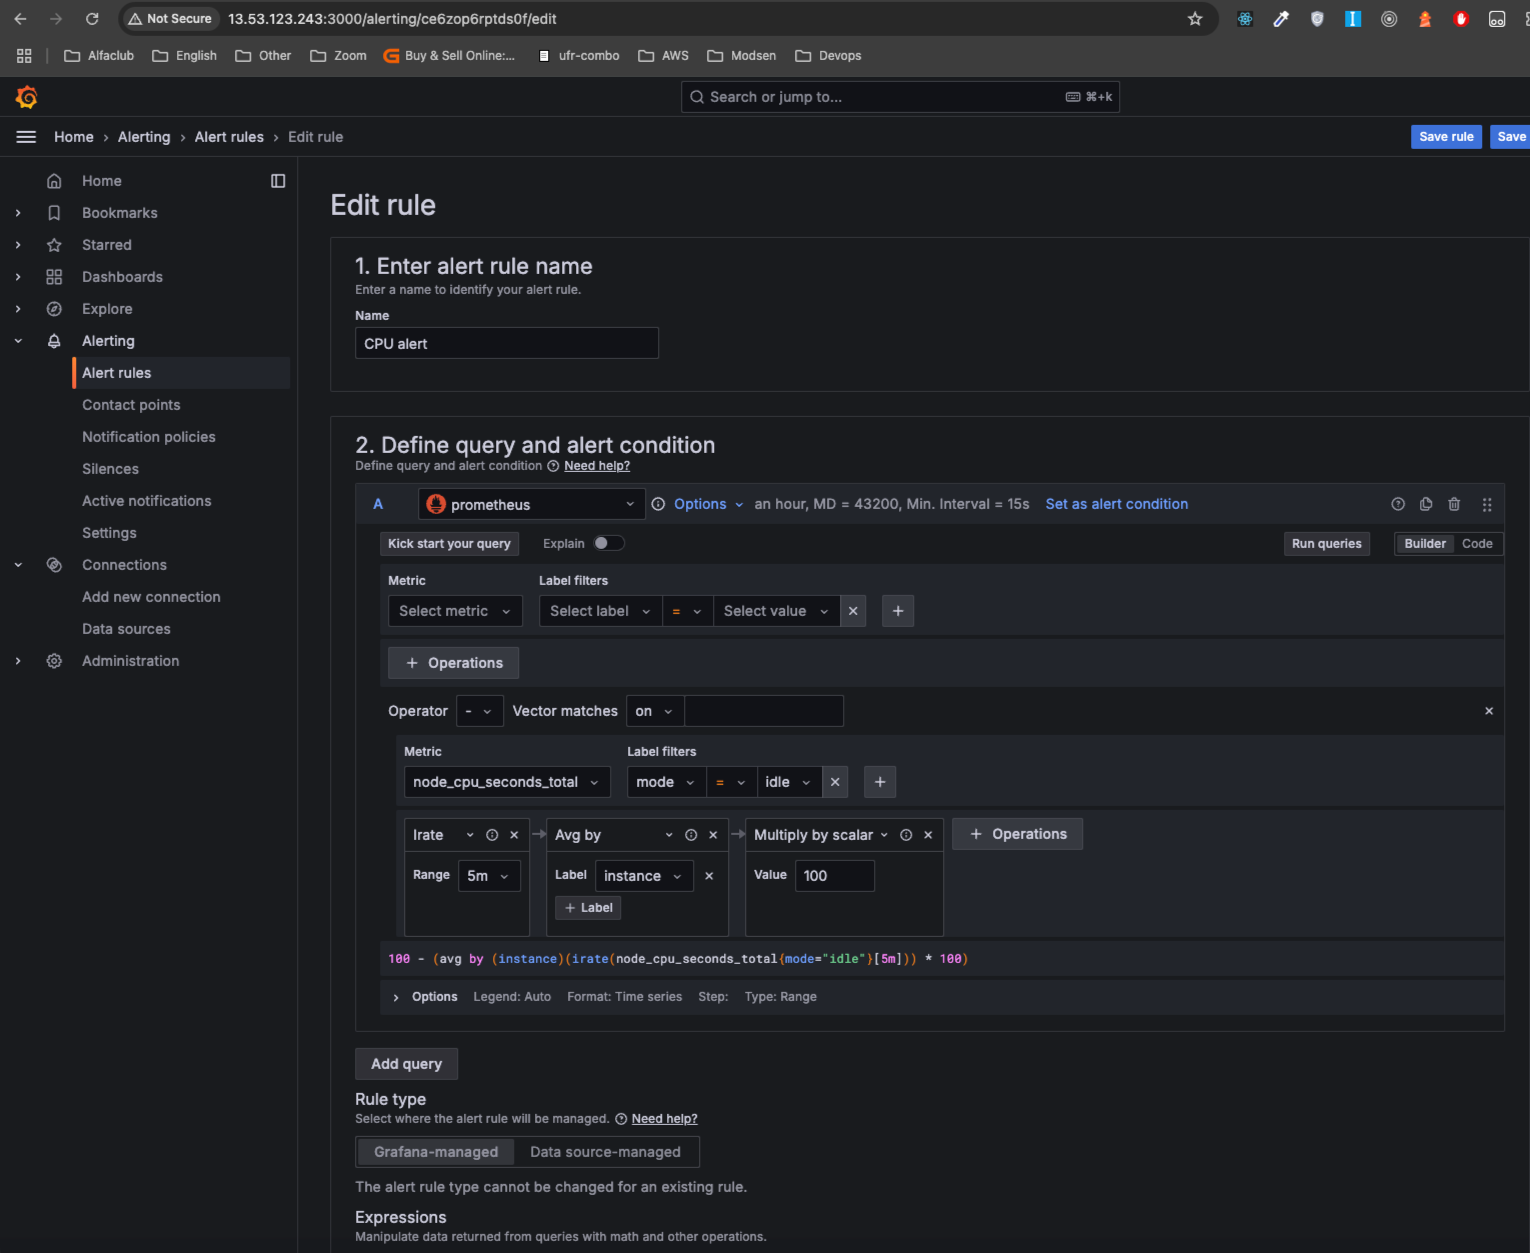 Not Secure 13.53.123.243:3000/alerting/ce6zop6rptds0f/edit
Alfaclub English Other Zoom Buy & Sell Online:... ufr-combo AWS Modsen Devops
Search or jump to... ⌘+k
Home › Alerting › Alert rules › Edit rule
Save rule Save
Home
Bookmarks
Starred
Dashboards
Explore
Alerting
Alert rules
Contact points
Notification policies
Silences
Active notifications
Settings
Connections
Add new connection
Data sources
Administration
Edit rule
1. Enter alert rule name
Enter a name to identify your alert rule.
Name
CPU alert
2. Define query and alert condition
Define query and alert condition Need help?
A prometheus Options an hour, MD = 43200, Min. Interval = 15s Set as alert condition
Kick start your query Explain Run queries Builder Code
Metric Label filters
Select metric Select label = Select value × +
+ Operations
Operator - Vector matches on ×
Metric Label filters
node_cpu_seconds_total mode = idle × +
Irate × Avg by × Multiply by scalar × + Operations
Range 5m Label instance × Value 100
+ Label
100 - (avg by (instance)(irate(node_cpu_seconds_total{mode="idle"}[5m])) * 100)
Options Legend: Auto Format: Time series Step: Type: Range
Add query
Rule type
Select where the alert rule will be managed. Need help?
Grafana-managed Data source-managed
The alert rule type cannot be changed for an existing rule.
Expressions
Manipulate data returned from queries with math and other operations.